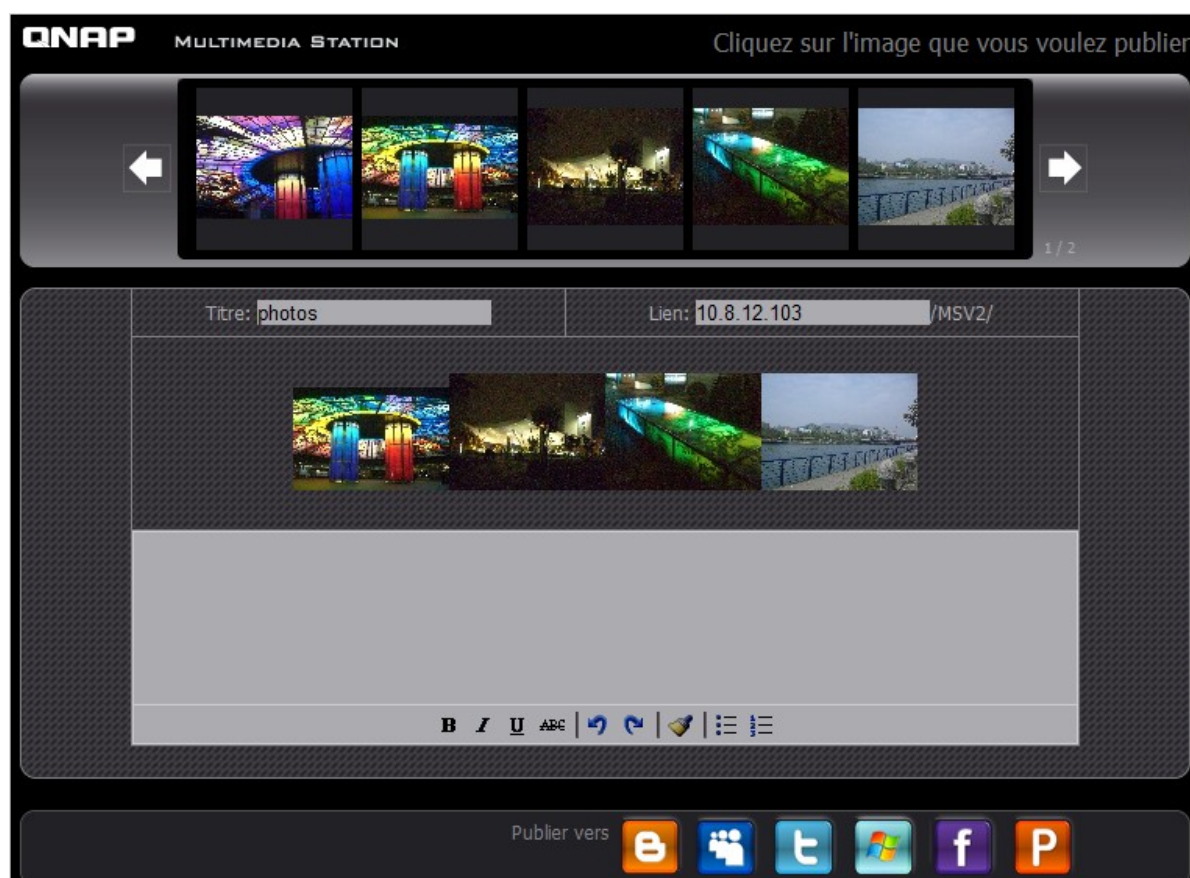 QNAP MULTIMEDIA STATION Cliquez sur l'image que vous voulez publier
1 / 2
Titre: photos Lien: 10.8.12.103 /MSV2/
B I U ABC
Publier vers